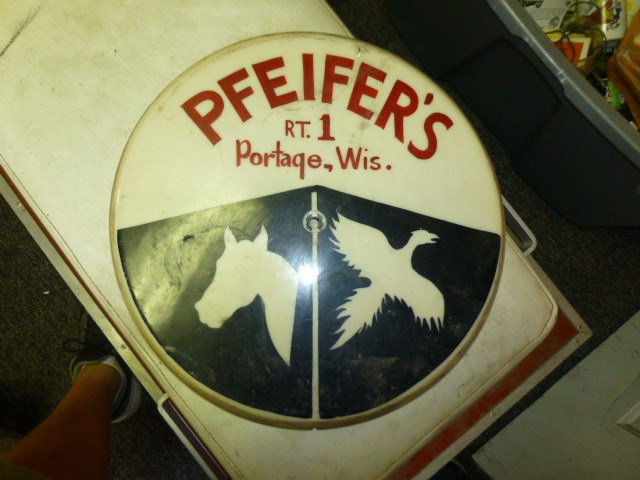 PFEIFER'S
RT. 1
Portage, Wis.